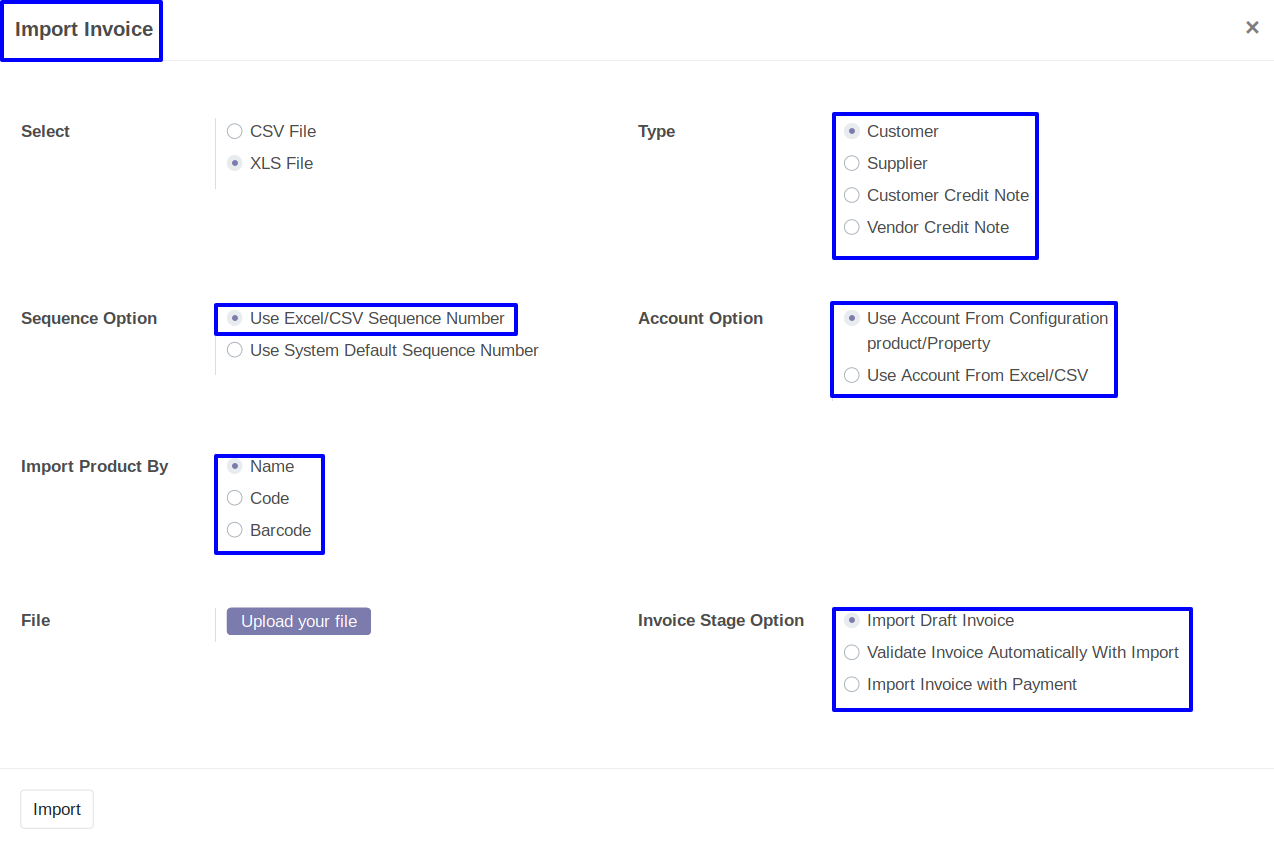 Import Invoice
×
Select
CSV File
XLS File
Type
Customer
Supplier
Customer Credit Note
Vendor Credit Note
Sequence Option
Use Excel/CSV Sequence Number
Use System Default Sequence Number
Account Option
Use Account From Configuration
product/Property
Use Account From Excel/CSV
Import Product By
Name
Code
Barcode
File
Upload your file
Invoice Stage Option
Import Draft Invoice
Validate Invoice Automatically With Import
Import Invoice with Payment
Import